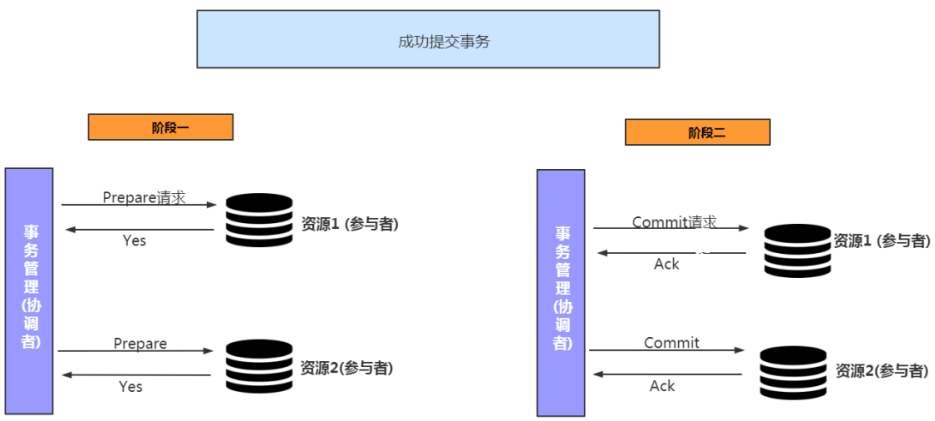 成功提交事务
阶段一
事务管理(协调者)
Prepare请求
Yes
资源1 (参与者)
Prepare
Yes
资源2(参与者)
阶段二
事务管理(协调者)
Commit请求
Ack
资源1 (参与者)
Commit
Ack
资源2(参与者)